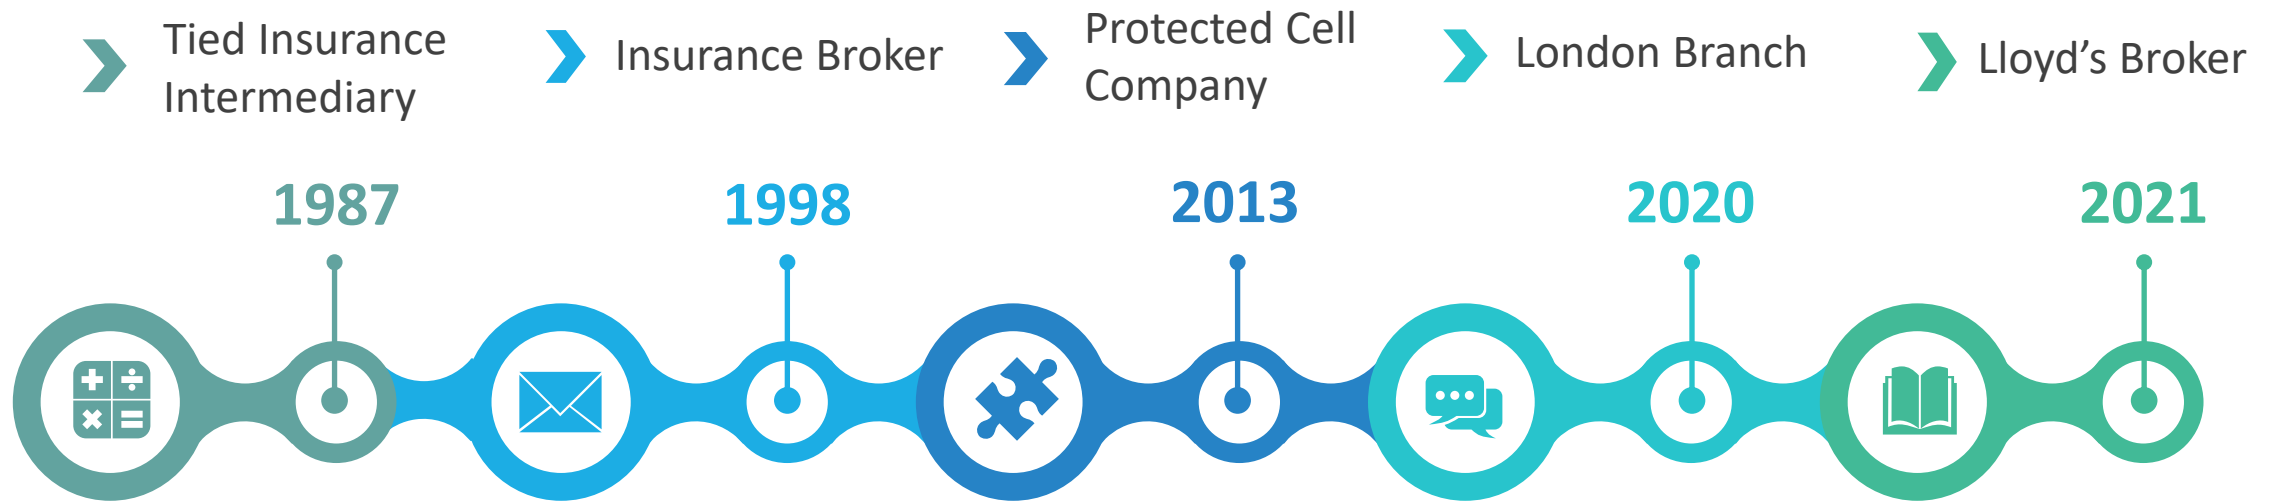 Tied Insurance
Intermediary
Insurance Broker
Protected Cell
Company
London Branch
Lloyd’s Broker
1987
1998
2013
2020
2021